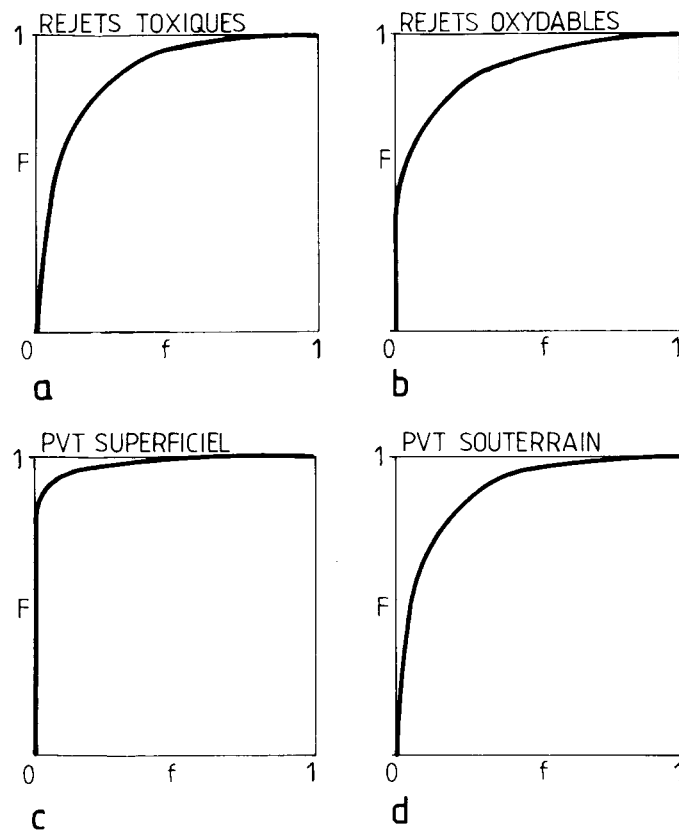 REJETS TOXIQUES
1
F
0 f 1
a
REJETS OXYDABLES
1
F
0 f 1
b
PVT SUPERFICIEL
1
F
0 f 1
c
PVT SOUTERRAIN
1
F
0 f 1
d